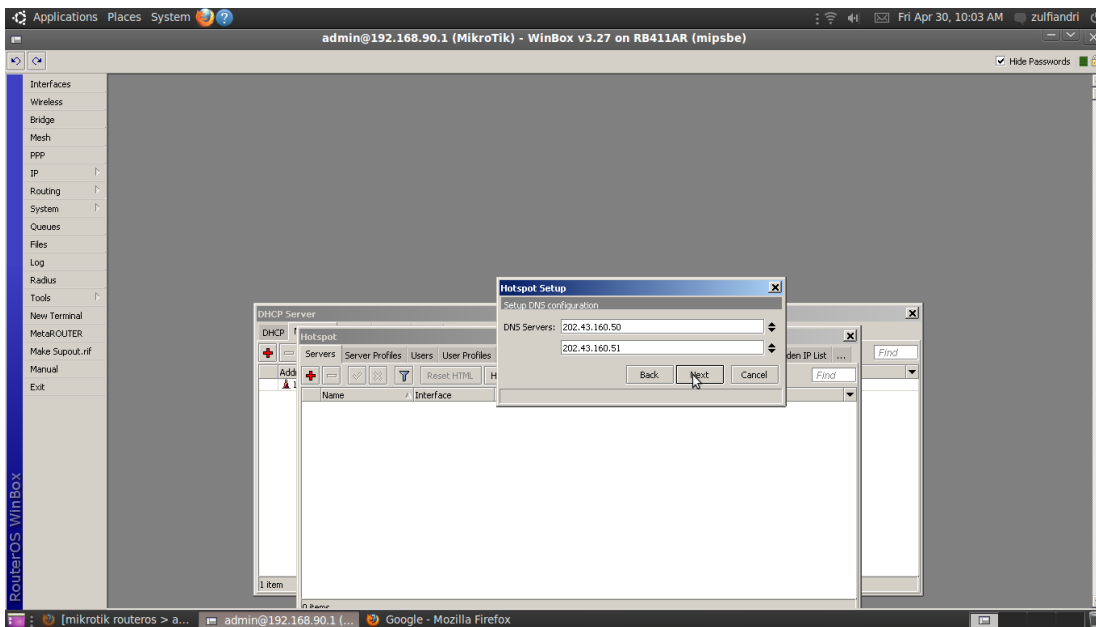 Applications Places System Fri Apr 30, 10:03 AM zulfiandri
admin@192.168.90.1 (MikroTik) - WinBox v3.27 on RB411AR (mipsbe)
Hide Passwords
Interfaces
Wireless
Bridge
Mesh
PPP
IP
Routing
System
Queues
Files
Log
Radius
Tools
New Terminal
MetaROUTER
Make Supout.rif
Manual
Exit
RouterOS WinBox
DHCP Server
DHCP
Find
1 item
Hotspot
Servers Server Profiles Users User Profiles IP List ...
Reset HTML Find
Name Interface
0 items
Hotspot Setup
Setup DNS configuration
DNS Servers: 202.43.160.50
202.43.160.51
Back Next Cancel
[mikrotik routeros > a... admin@192.168.90.1 (... Google - Mozilla Firefox